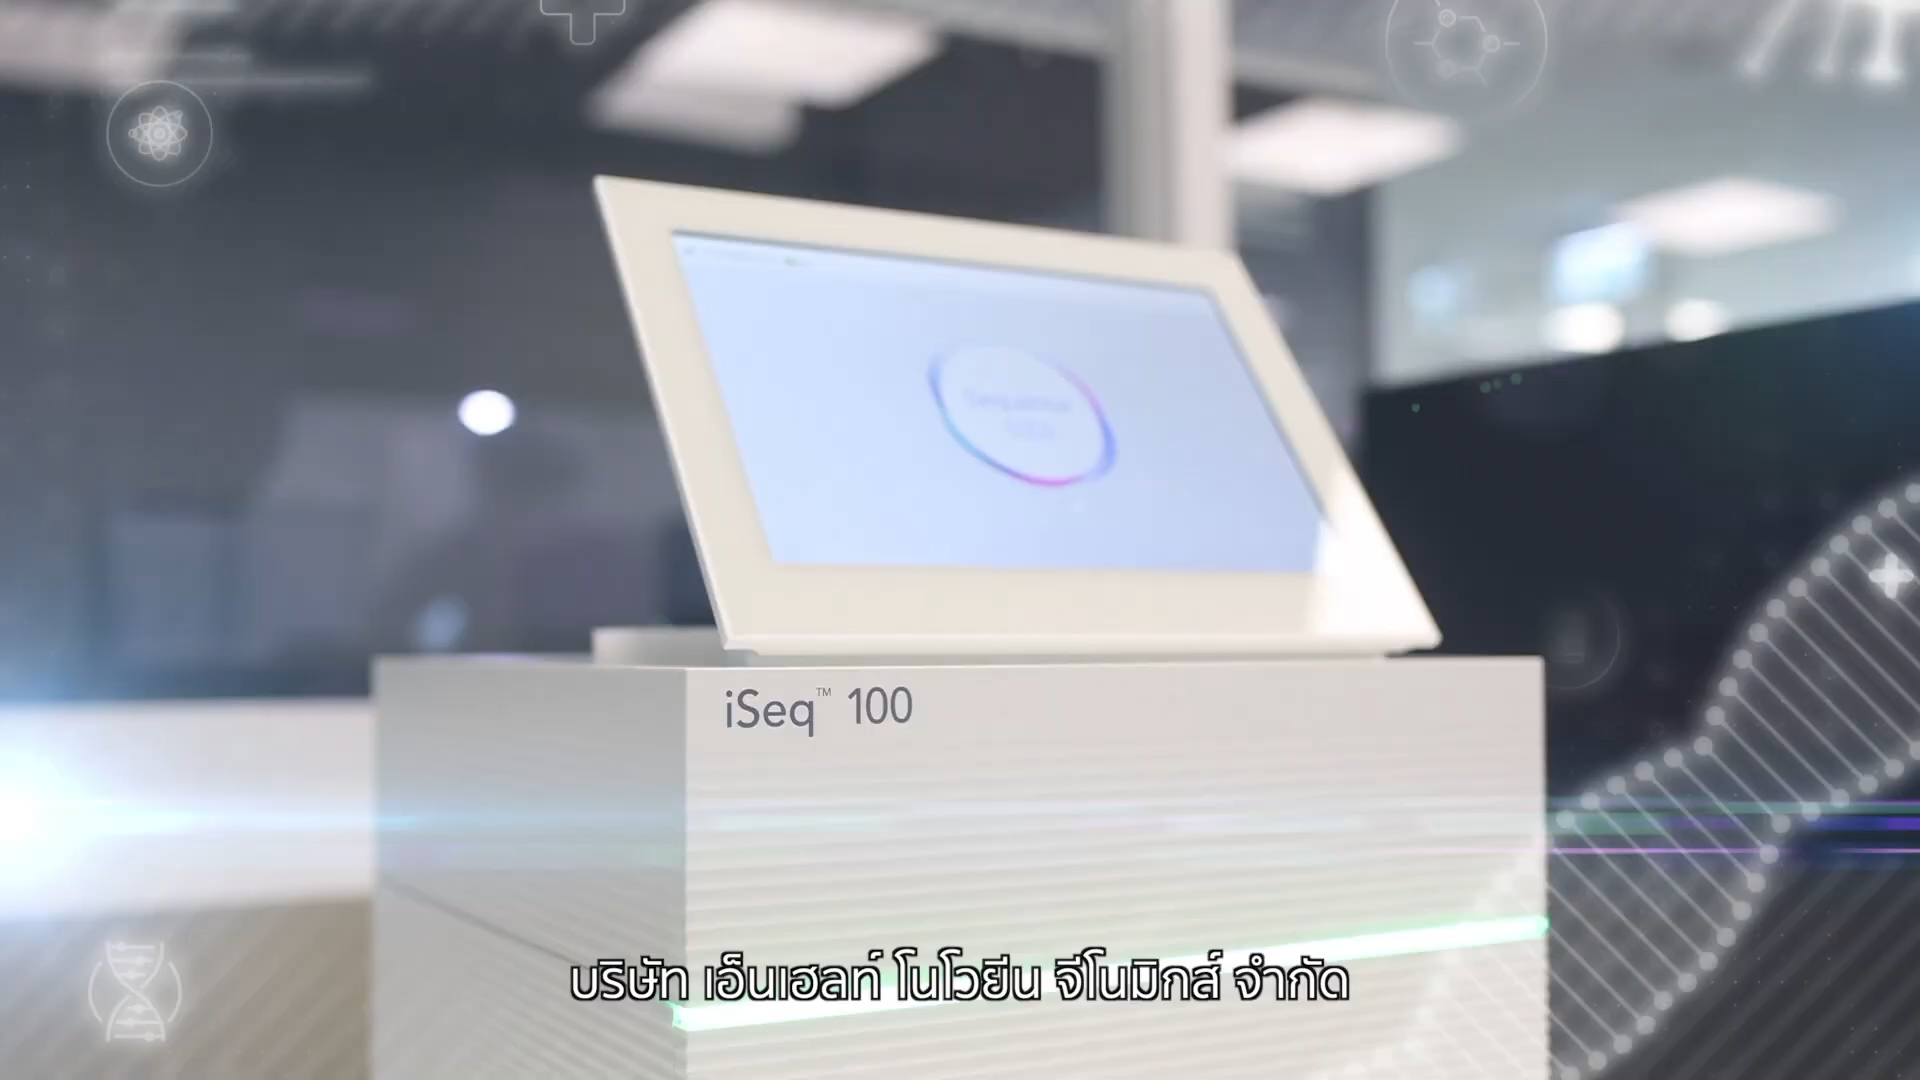 iSeq™ 100
บริษัท เอ็นเฮลท์ โนโวยีน จีโนมิกส์ จำกัด